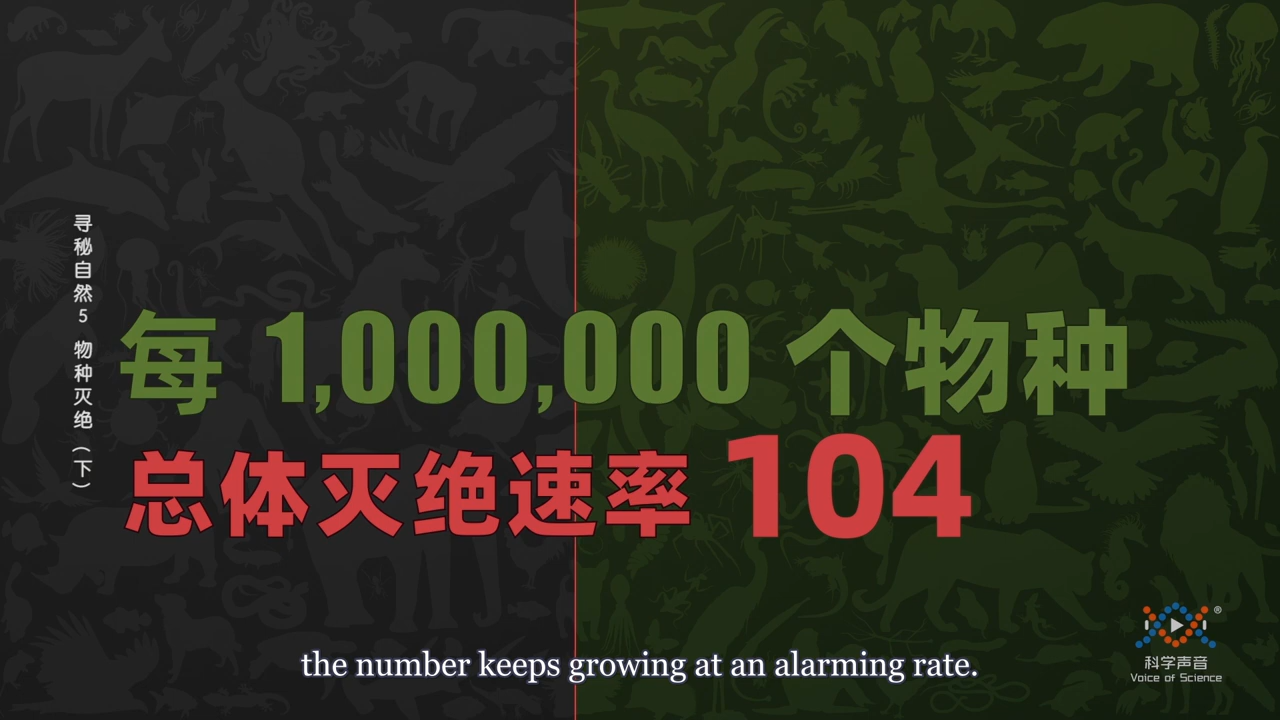 寻秘自然5 物种灭绝（下）
每 1,000,000 个物种
总体灭绝速率 104
the number keeps growing at an alarming rate.
®
科学声音
Voice of Science